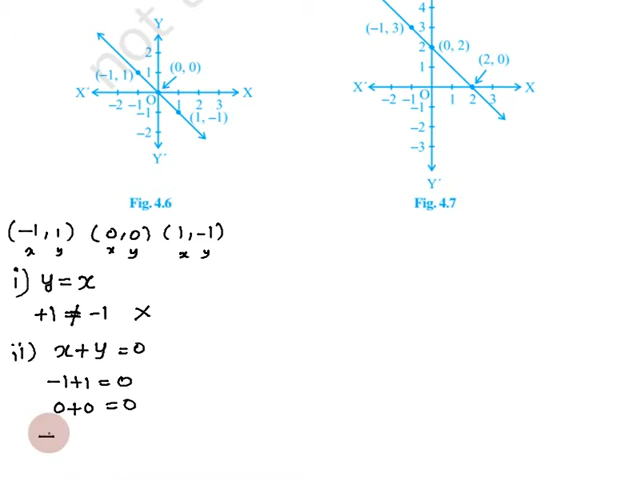 not
Y
2
1
(-1, 1)
(0, 0)
X´
-2 -1
O
1 2 3
X
-1
(1, -1)
-2
Y´
Fig. 4.6
4
(-1, 3)
3
2
(0, 2)
1
(2, 0)
X´
-2 -1
O
1 2 3
X
-1
-2
-3
Y´
Fig. 4.7
(-1, 1) (0, 0) (1, -1)
x y x y x y
i) y = x
+1 ≠ -1 ×
ii) x + y = 0
-1 + 1 = 0
0 + 0 = 0